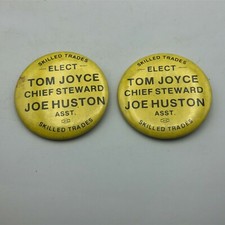 SKILLED TRADES
ELECT
TOM JOYCE
CHIEF STEWARD
JOE HUSTON
ASST.
SKILLED TRADES
SKILLED TRADES
ELECT
TOM JOYCE
CHIEF STEWARD
JOE HUSTON
ASST.
SKILLED TRADES